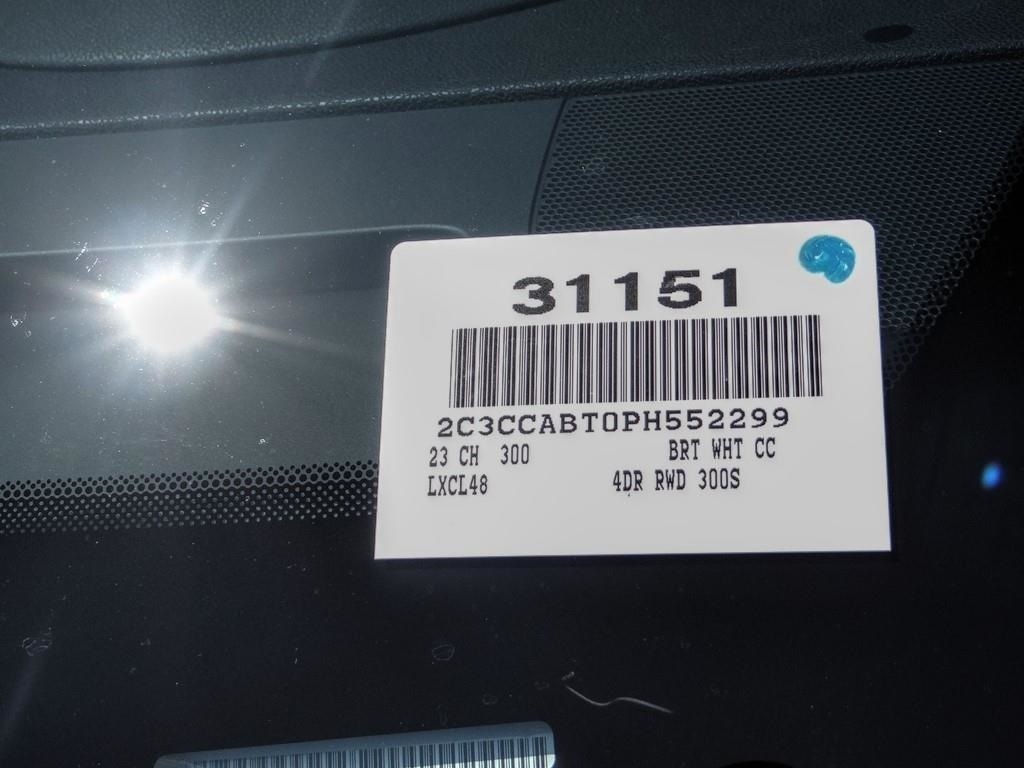 31151
2C3CCABT0PH552299
23 CH 300 BRT WHT CC
LXCL48 4DR RWD 300S